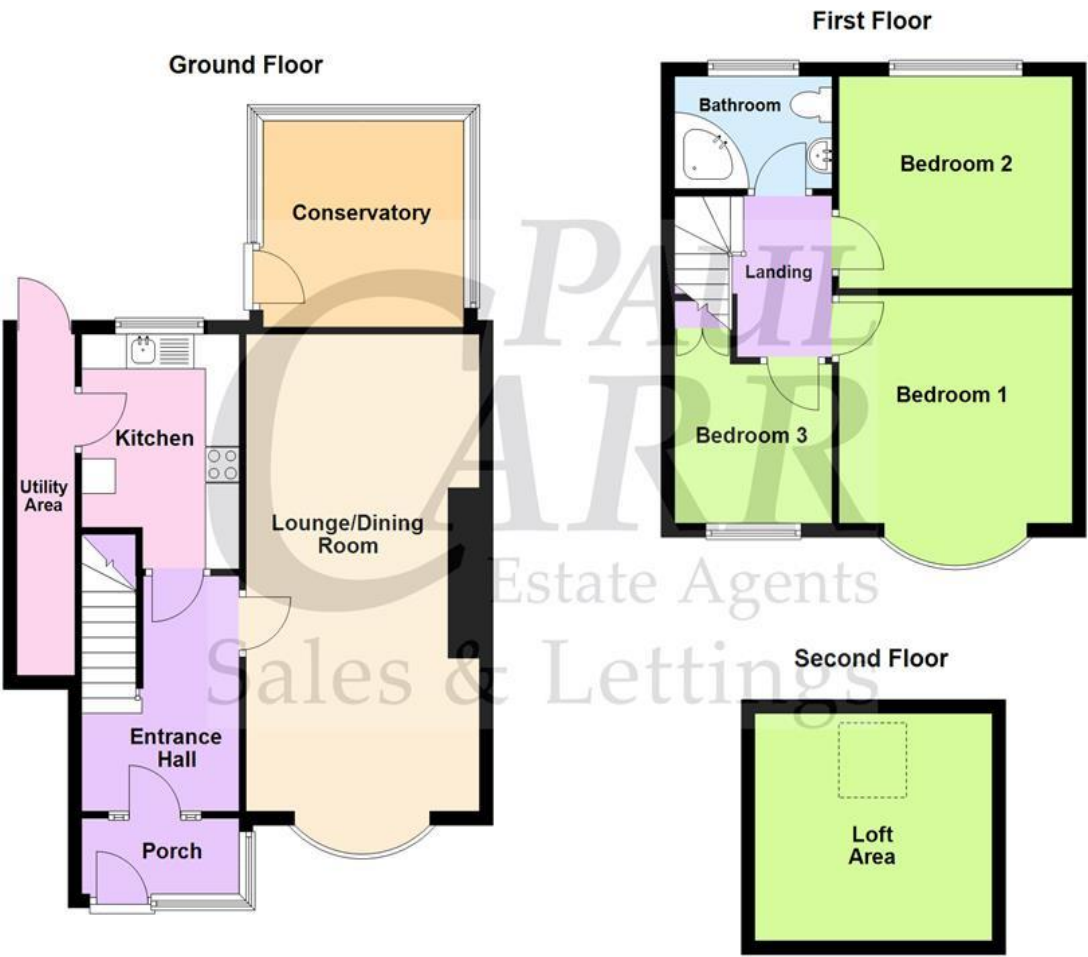 Ground Floor
Conservatory
Kitchen
Utility
Area
Lounge/Dining
Room
Entrance
Hall
Porch
First Floor
Bathroom
Bedroom 2
Landing
Bedroom 1
Bedroom 3
Second Floor
Loft
Area
PAUL
CARR
Estate Agents
Sales & Lettings